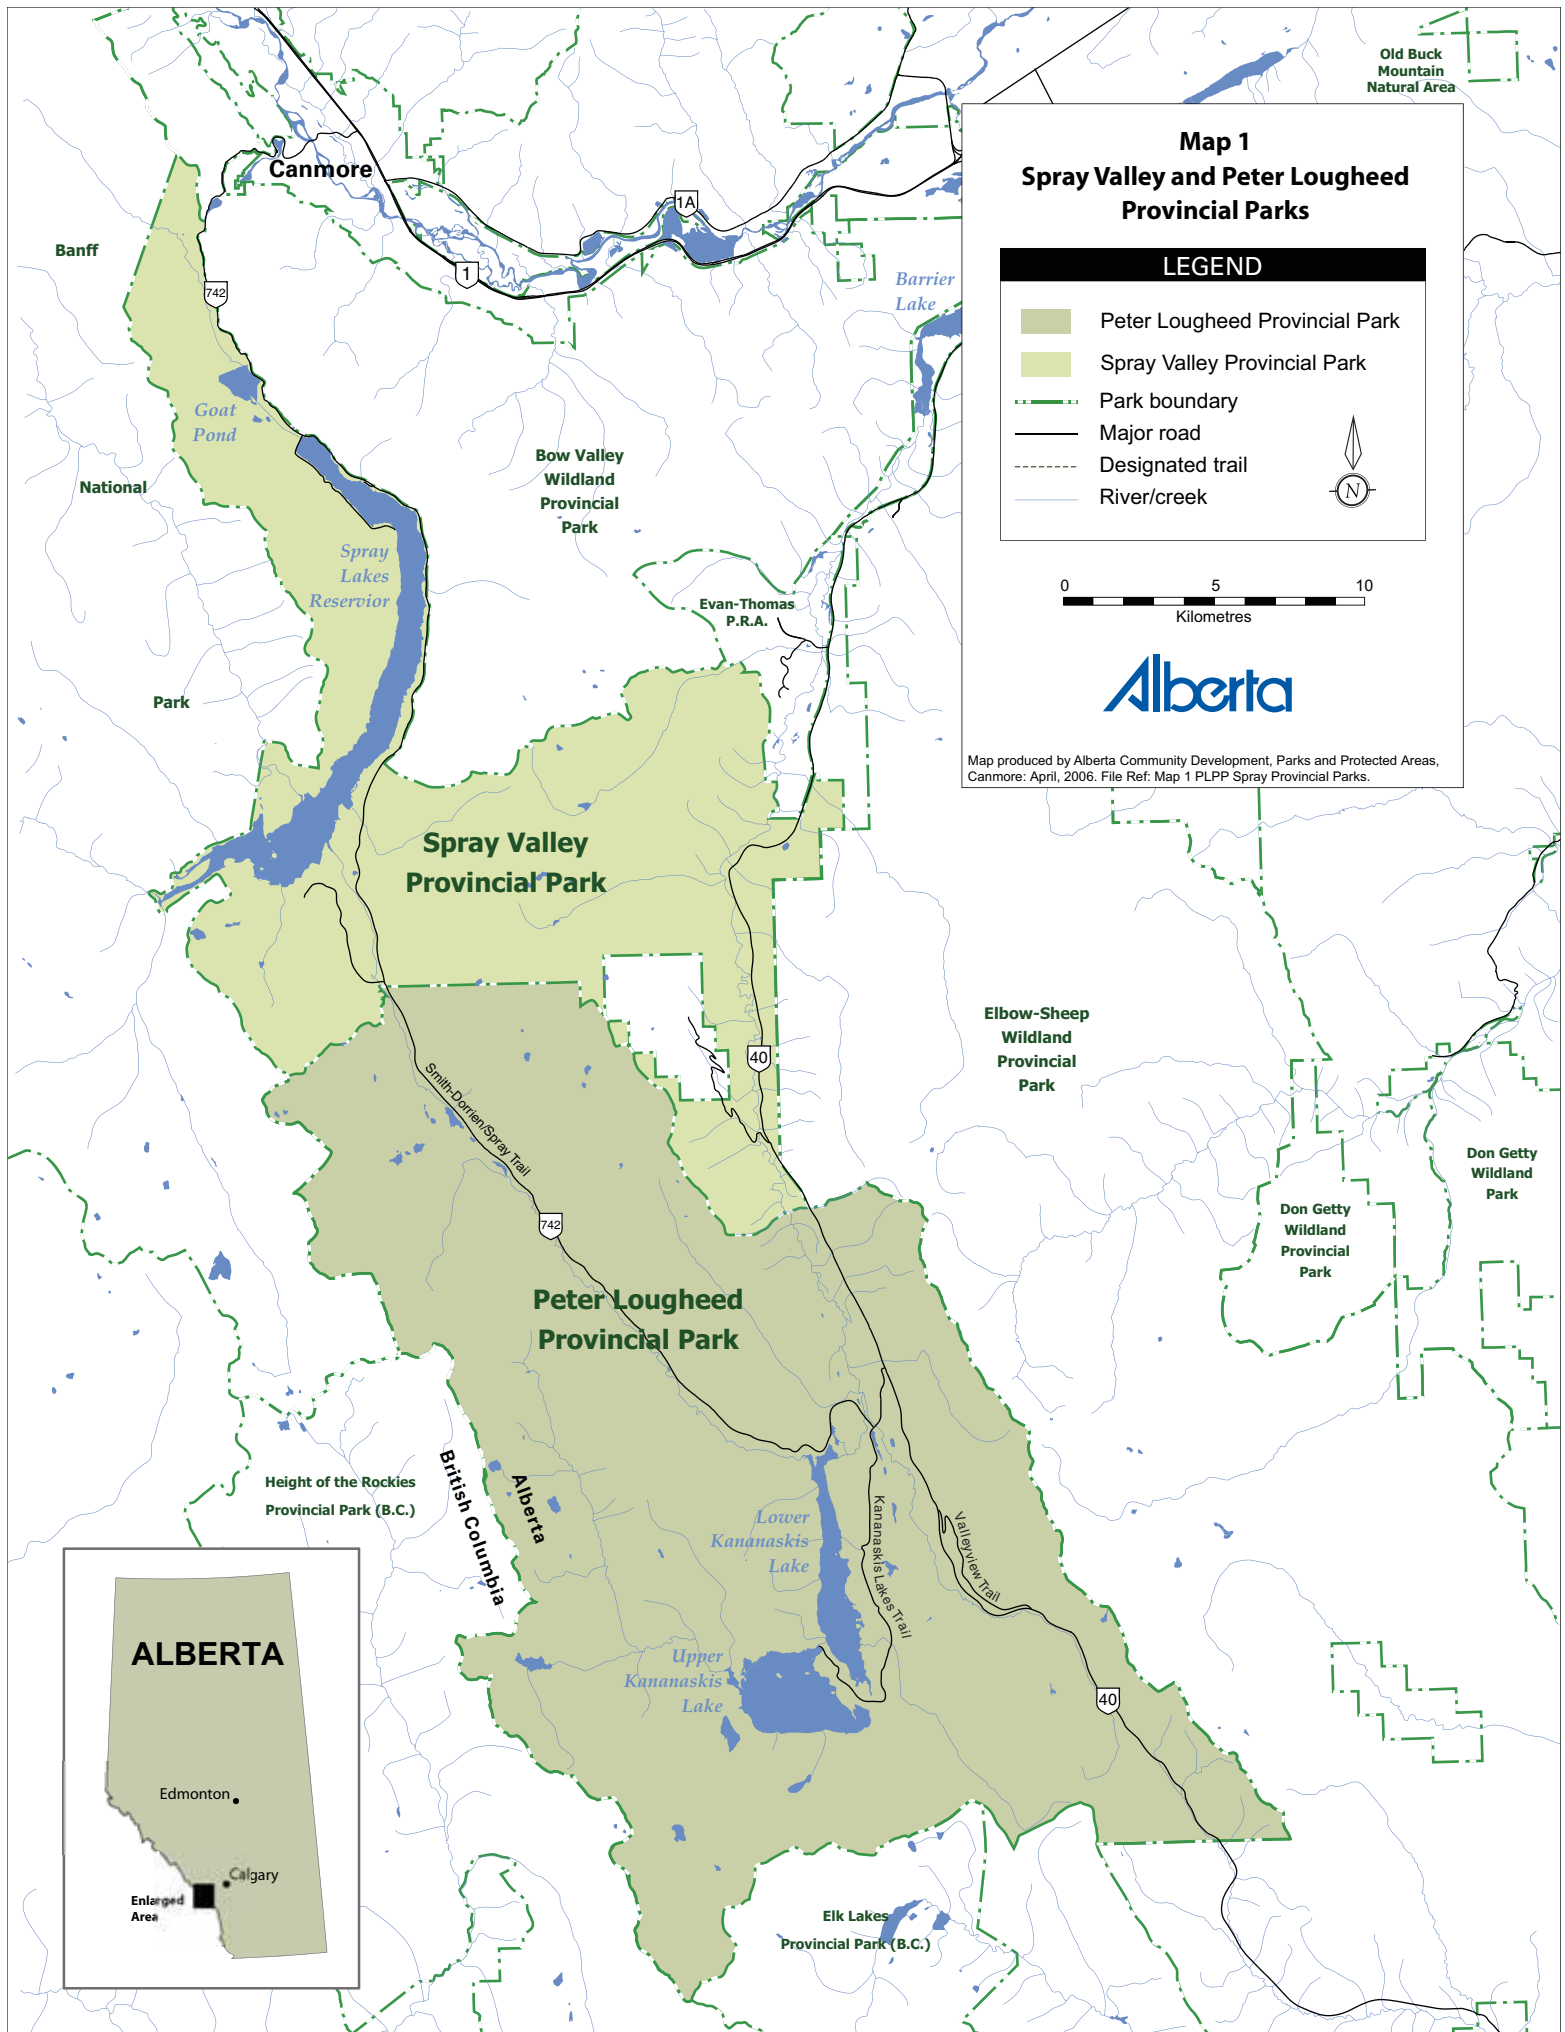 Old Buck
Mountain
Natural Area
Map 1
Spray Valley and Peter Lougheed
Provincial Parks
LEGEND
Peter Lougheed Provincial Park
Spray Valley Provincial Park
Park boundary
Major road
Designated trail
River/creek
N
0 5 10
Kilometres
Alberta
Map produced by Alberta Community Development, Parks and Protected Areas,
Canmore: April, 2006. File Ref: Map 1 PLPP Spray Provincial Parks.
Canmore
1A
1
742
Banff
National
Park
Barrier
Lake
Goat
Pond
Bow Valley
Wildland
Provincial
Park
Spray
Lakes
Reservior
Evan-Thomas
P.R.A.
Spray Valley
Provincial Park
Elbow-Sheep
Wildland
Provincial
Park
40
Smith-Dorrien/Spray Trail
742
Don Getty
Wildland
Park
Don Getty
Wildland
Provincial
Park
Peter Lougheed
Provincial Park
British Columbia
Alberta
Height of the Rockies
Provincial Park (B.C.)
Lower
Kananaskis
Lake
Kananaskis Lakes Trail
Valleyview Trail
Upper
Kananaskis
Lake
40
Elk Lakes
Provincial Park (B.C.)
ALBERTA
Edmonton
Calgary
Enlarged
Area